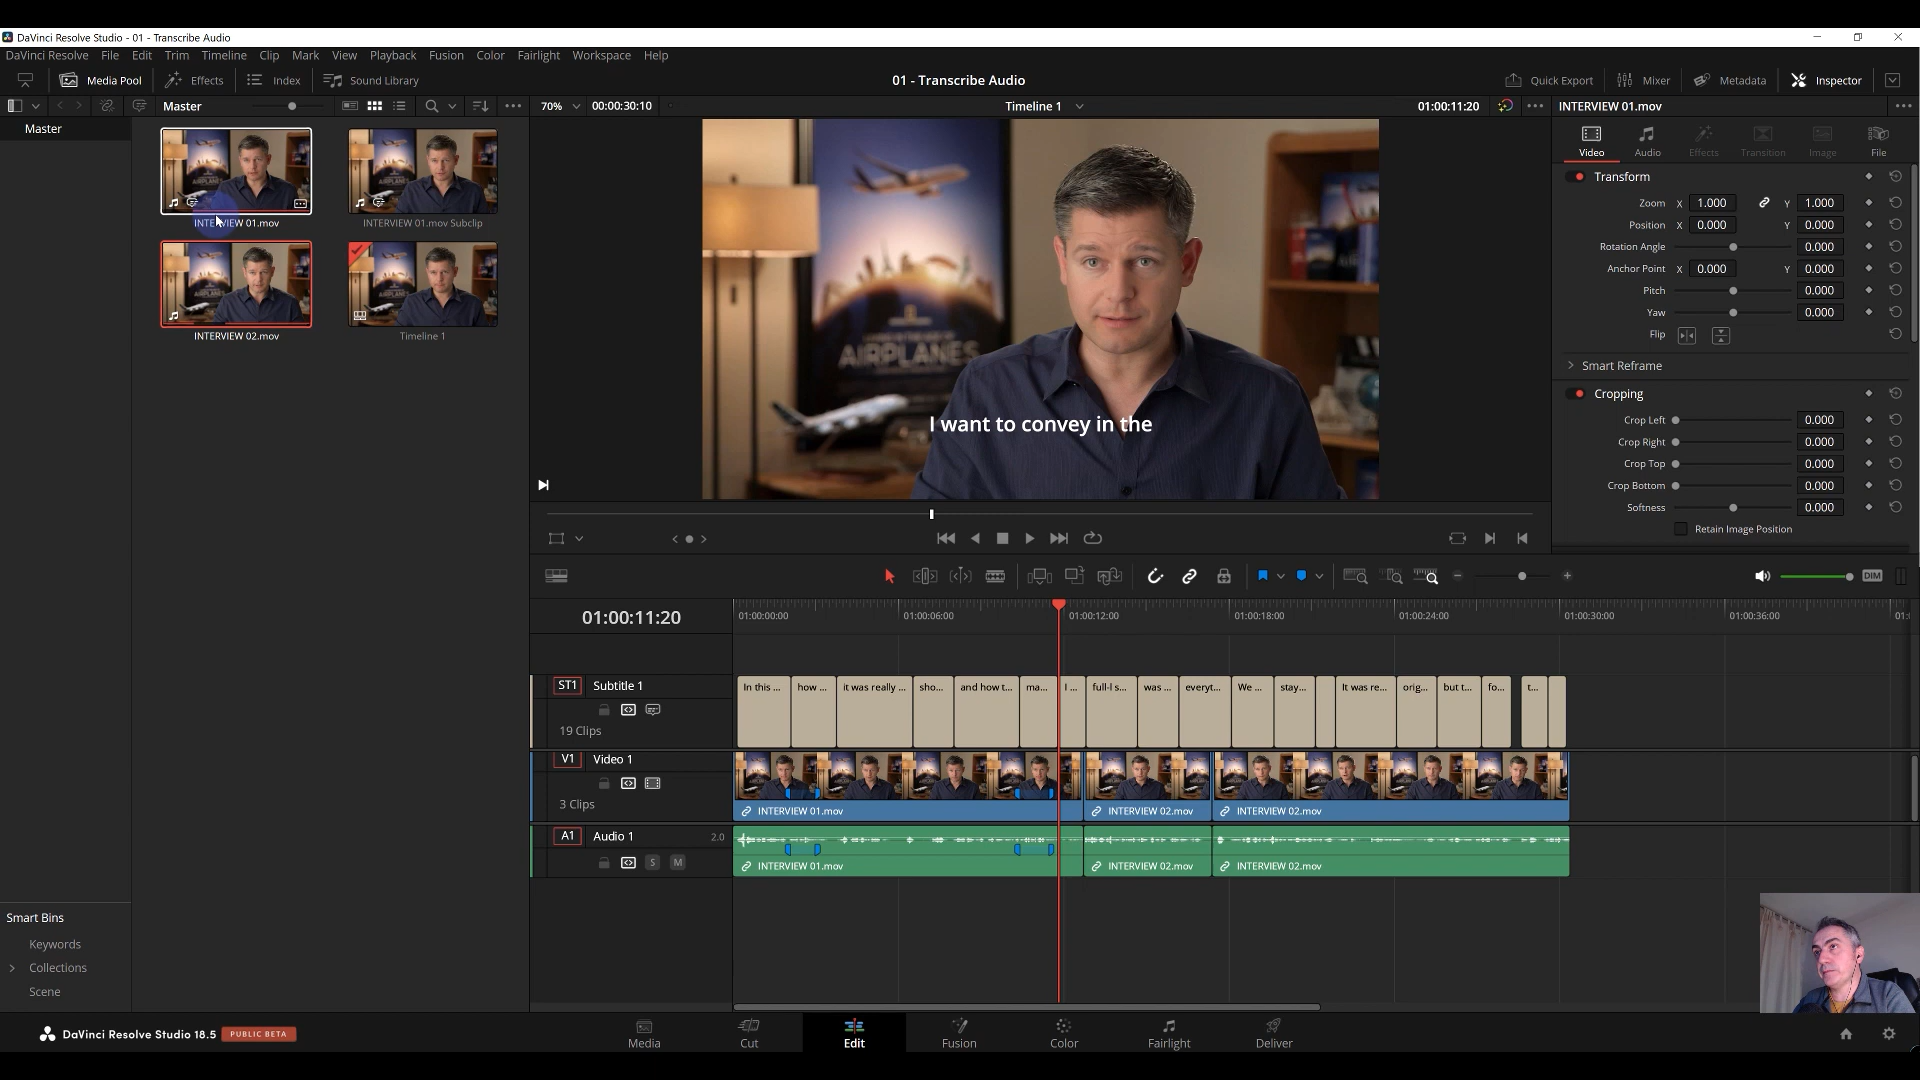 DaVinci Resolve Studio - 01 - Transcribe Audio
DaVinci Resolve File Edit Trim Timeline Clip Mark View Playback Fusion Color Fairlight Workspace Help
Media Pool Effects Index Sound Library 01 - Transcribe Audio Quick Export Mixer Metadata Inspector
Master 70% 00:00:30:10 Timeline 1 01:00:11:20 INTERVIEW 01.mov
Master
Video Audio Effects Transition Image File
INTERVIEW 01.mov INTERVIEW 01.mov Subclip
INTERVIEW 02.mov Timeline 1
AIRPLANES
I want to convey in the
Transform
Zoom X 1.000 Y 1.000
Position X 0.000 Y 0.000
Rotation Angle 0.000
Anchor Point X 0.000 Y 0.000
Pitch 0.000
Yaw 0.000
Flip
Smart Reframe
Cropping
Crop Left 0.000
Crop Right 0.000
Crop Top 0.000
Crop Bottom 0.000
Softness 0.000
Retain Image Position
DIM
01:00:11:20 01:00:00:00 01:00:06:00 01:00:12:00 01:00:18:00 01:00:24:00 01:00:30:00 01:00:36:00
ST1 Subtitle 1 In this ... how ... it was really ... sho... and how t... ma... I ... full-l s... was ... everyt... We ... stay... It was re... orig... but t... fo... t...
19 Clips
V1 Video 1
3 Clips INTERVIEW 01.mov INTERVIEW 02.mov INTERVIEW 02.mov
A1 Audio 1 2.0
S M INTERVIEW 01.mov INTERVIEW 02.mov INTERVIEW 02.mov
Smart Bins
Keywords
Collections
Scene
DaVinci Resolve Studio 18.5 PUBLIC BETA
Media Cut Edit Fusion Color Fairlight Deliver